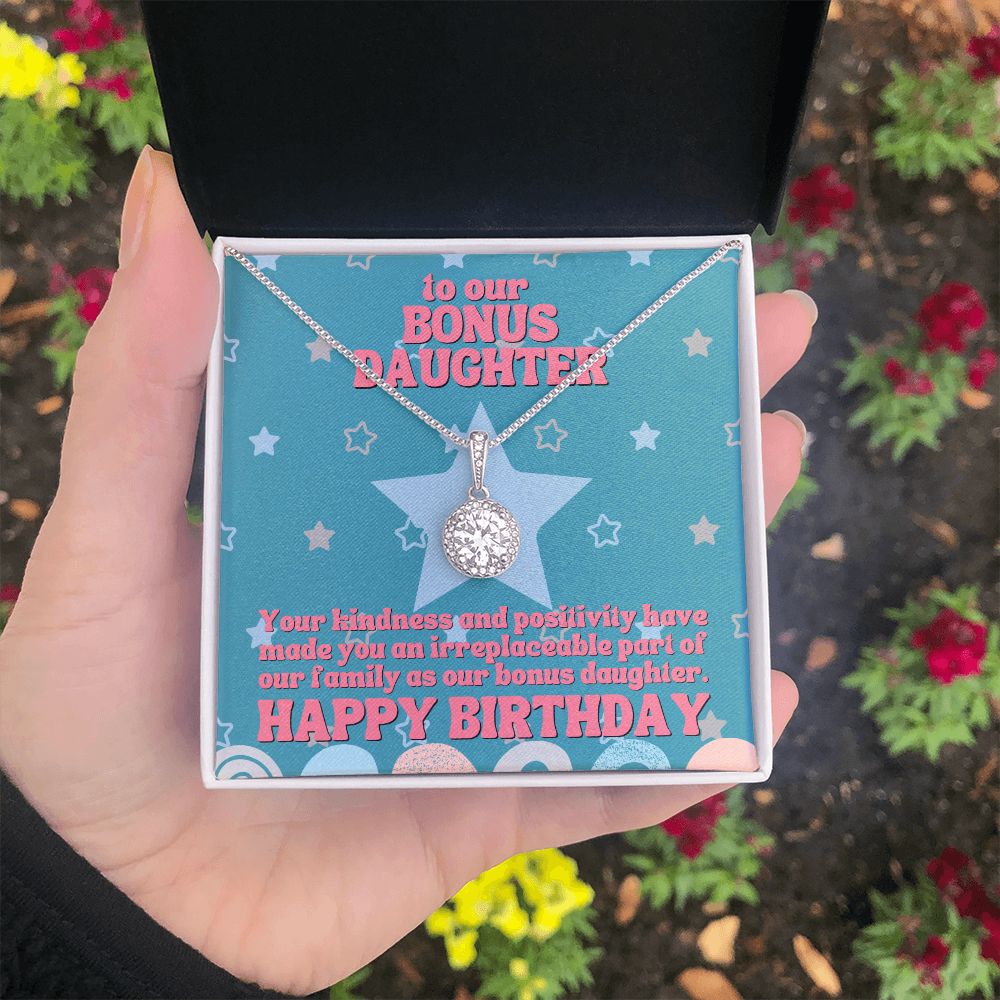 to our
BONUS
DAUGHTER
Your kindness and positivity have
made you an irreplaceable part of
our family as our bonus daughter.
HAPPY BIRTHDAY